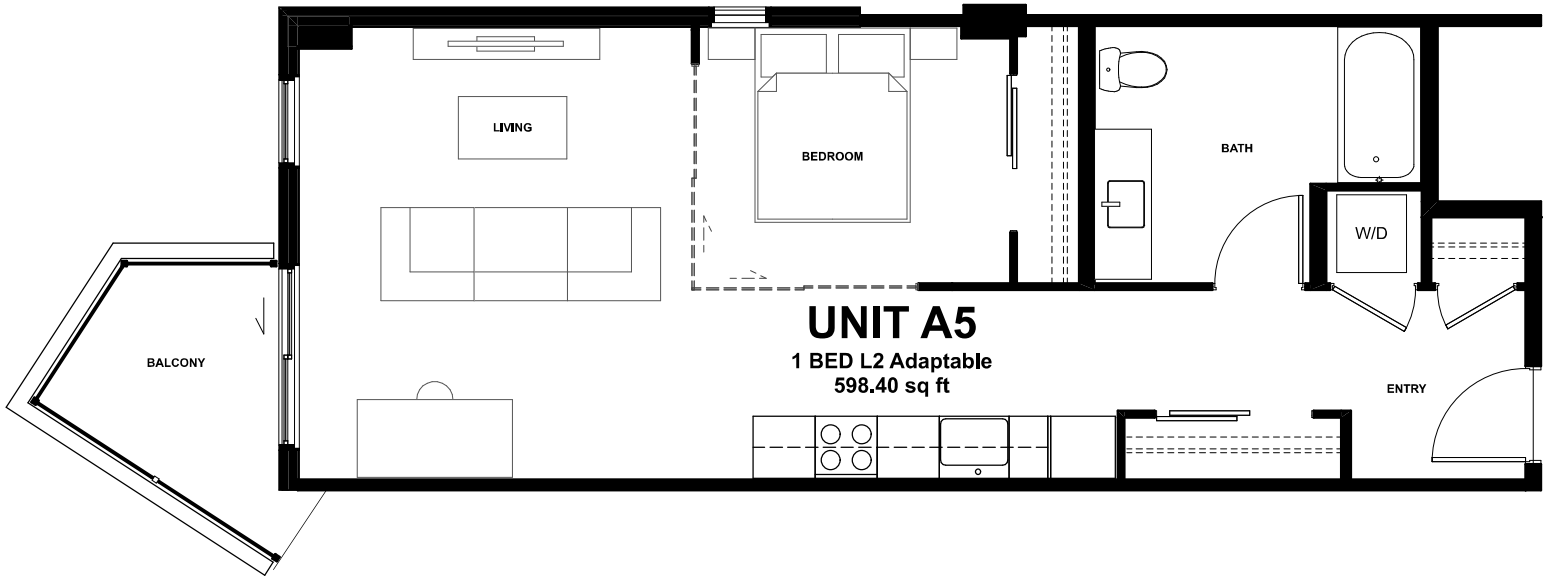 LIVING
BEDROOM
BATH
W/D
UNIT A5
1 BED L2 Adaptable
598.40 sq ft
BALCONY
ENTRY